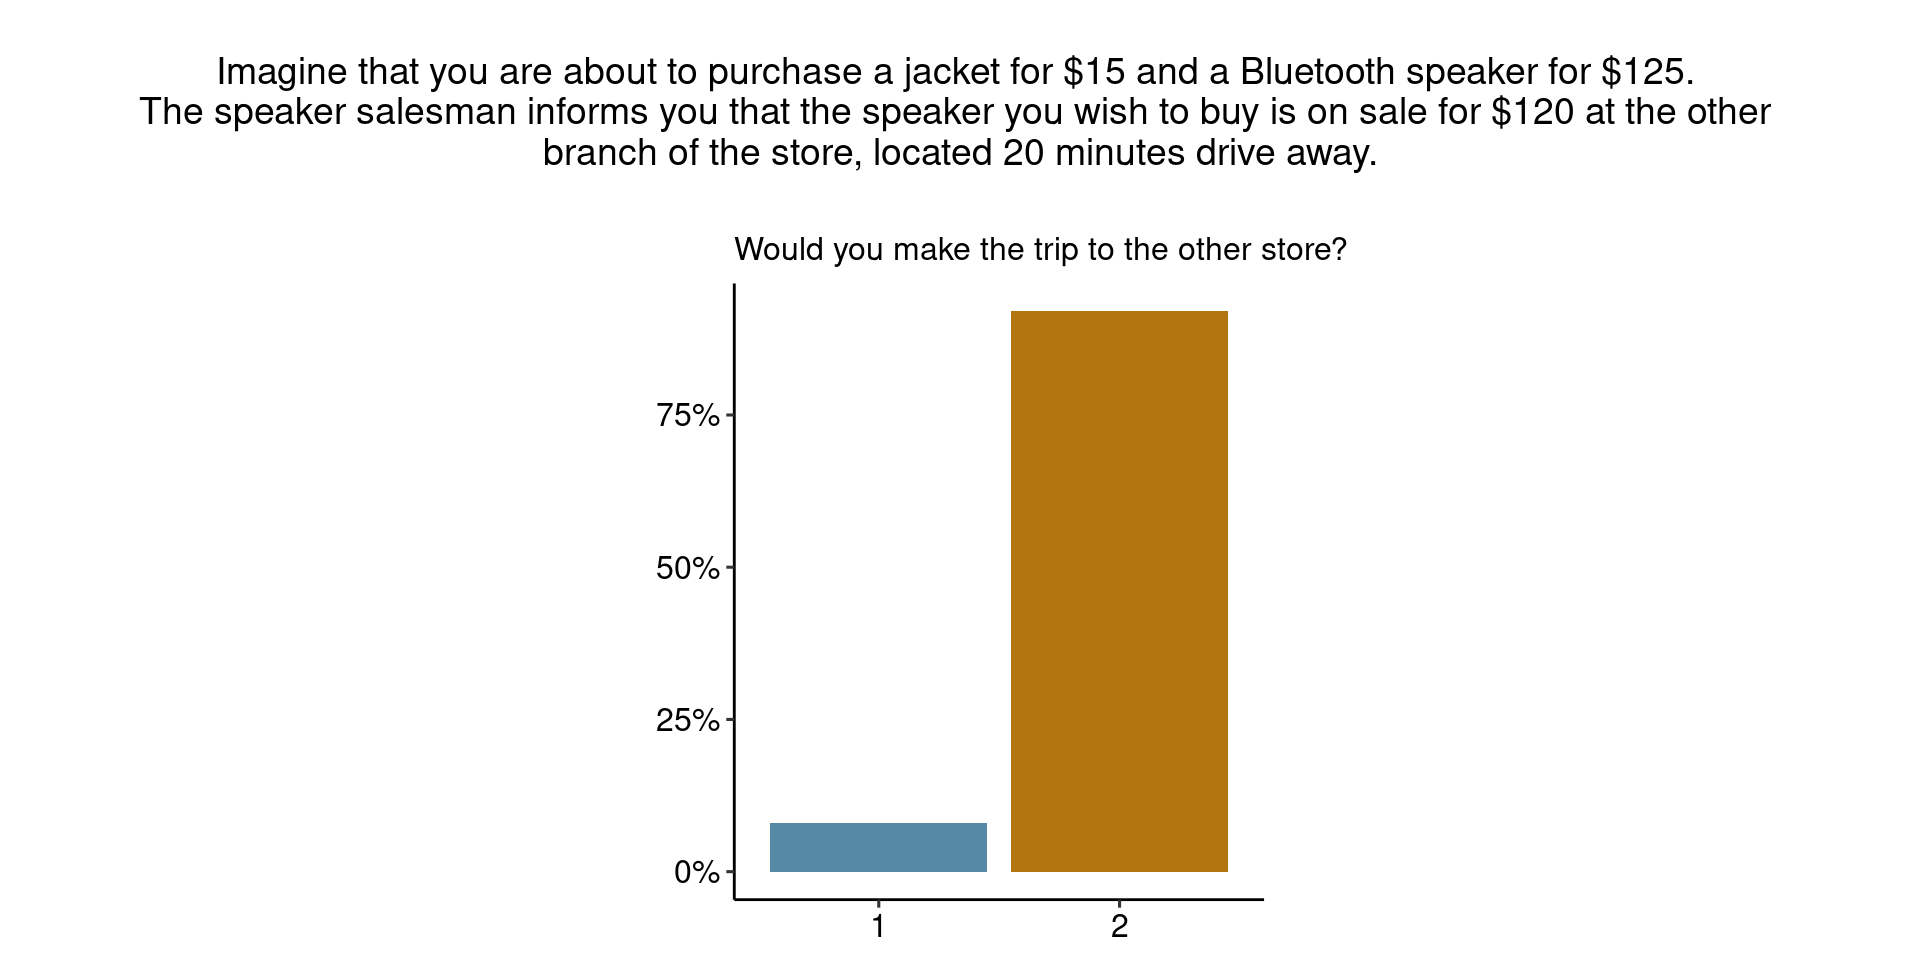 Imagine that you are about to purchase a jacket for $15 and a Bluetooth speaker for $125.
The speaker salesman informs you that the speaker you wish to buy is on sale for $120 at the other
branch of the store, located 20 minutes drive away.
Would you make the trip to the other store?
75%
50%
25%
0%
1
2